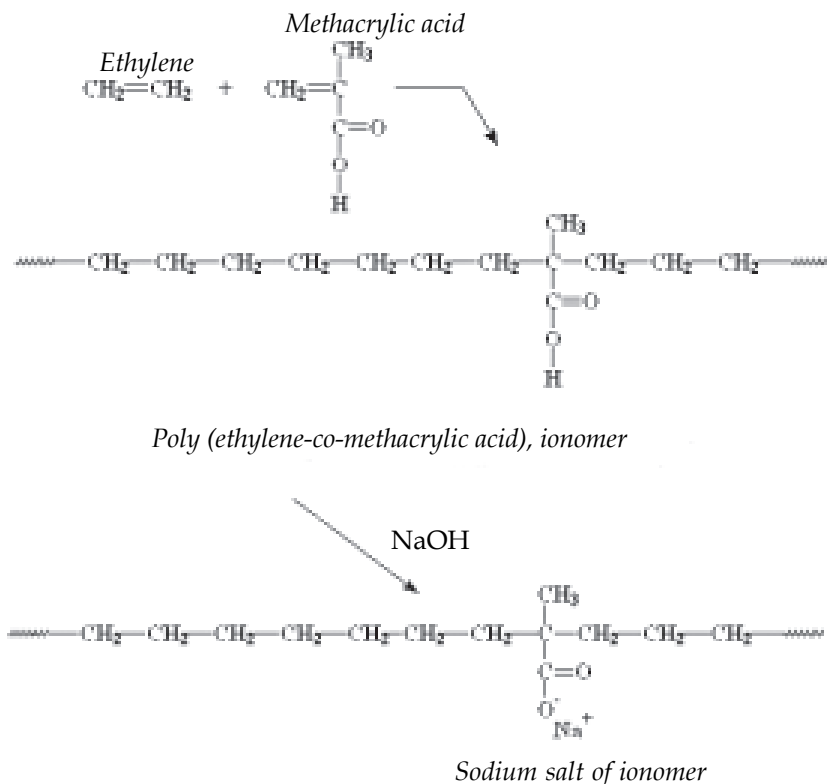 Methacrylic acid
Ethylene
CH3
CH2=CH2 + CH2=C
C=O
O
H
CH3
CH2—CH2—CH2—CH2—CH2—CH2—CH2—C—CH2—CH2—CH2
C=O
O
H
Poly (ethylene-co-methacrylic acid), ionomer
NaOH
CH3
CH2—CH2—CH2—CH2—CH2—CH2—CH2—C—CH2—CH2—CH2
C=O
O-
Na+
Sodium salt of ionomer